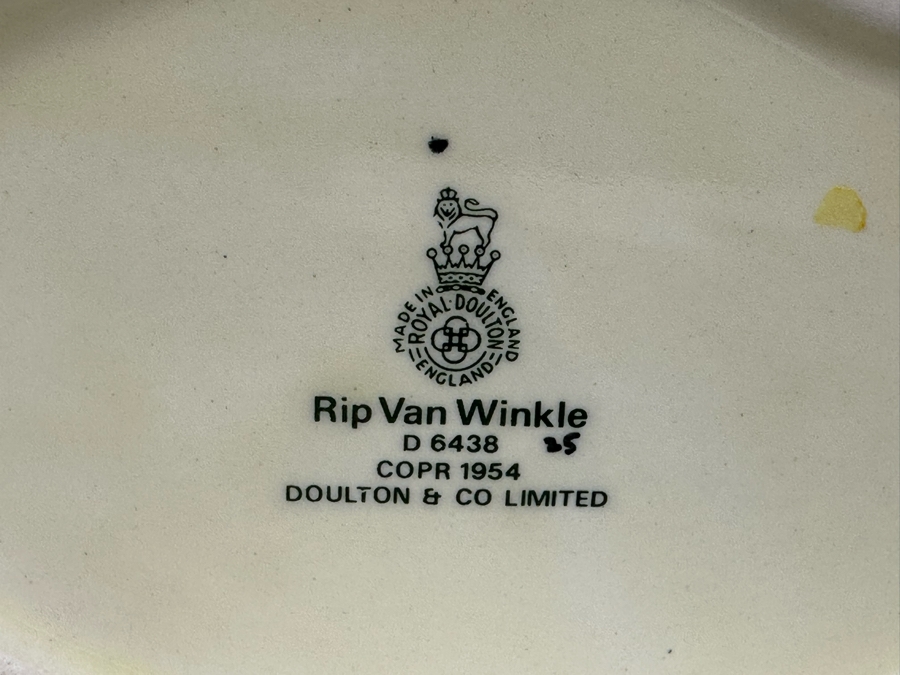 MADE IN ENGLAND
ROYAL·DOULTON
ENGLAND
Rip Van Winkle
D 6438 25
COPR 1954
DOULTON & CO LIMITED